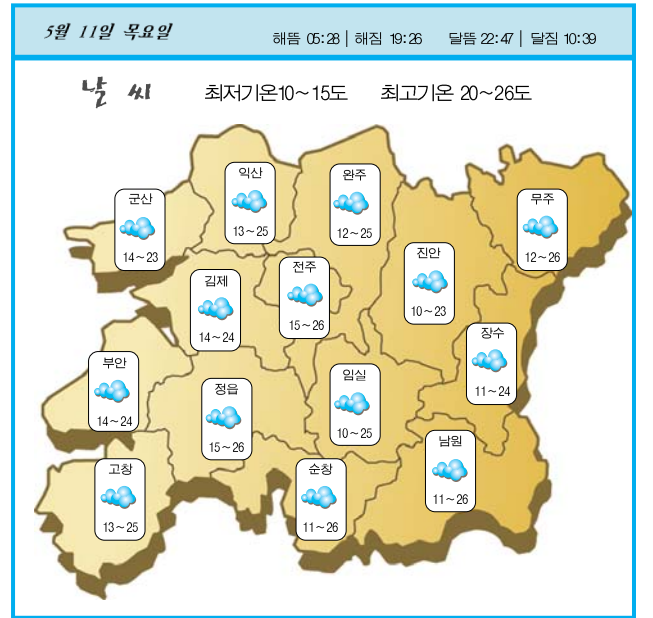 5월 11일 목요일
해뜸 05:28 | 해짐 19:26 달뜸 22:47 | 달짐 10:39
날 씨 최저기온10~15도 최고기온 20~26도
익산
13~25
완주
12~25
군산
14~23
무주
12~26
진안
10~23
전주
15~26
김제
14~24
장수
11~24
부안
14~24
임실
10~25
정읍
15~26
남원
11~26
고창
13~25
순창
11~26